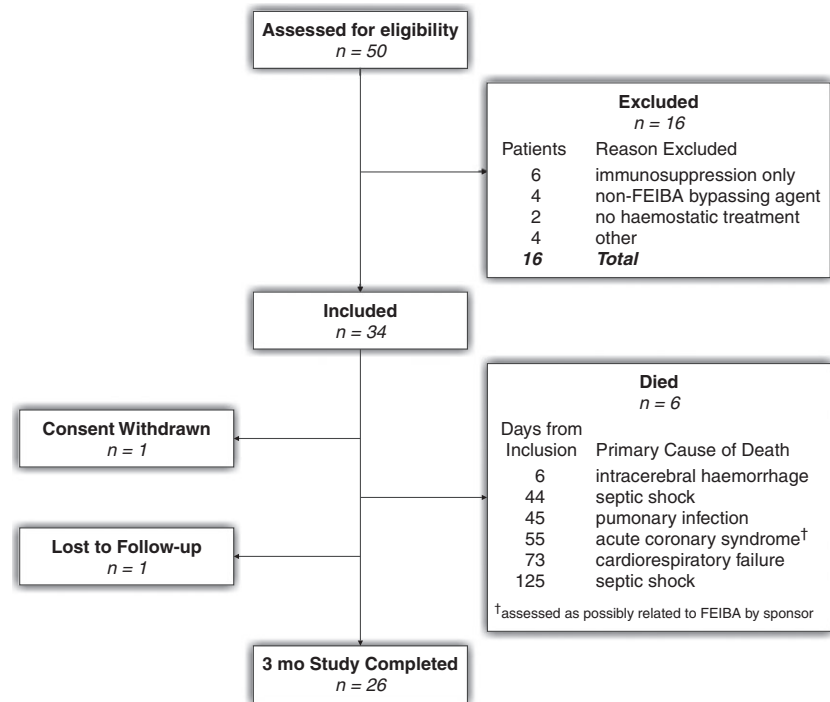 Assessed for eligibility
n = 50
Excluded
n = 16
Patients Reason Excluded
6 immunosuppression only
4 non-FEIBA bypassing agent
2 no haemostatic treatment
4 other
16 Total
Included
n = 34
Died
n = 6
Days from
Inclusion Primary Cause of Death
6 intracerebral haemorrhage
44 septic shock
45 pumonary infection
55 acute coronary syndrome†
73 cardiorespiratory failure
125 septic shock
†assessed as possibly related to FEIBA by sponsor
Consent Withdrawn
n = 1
Lost to Follow-up
n = 1
3 mo Study Completed
n = 26